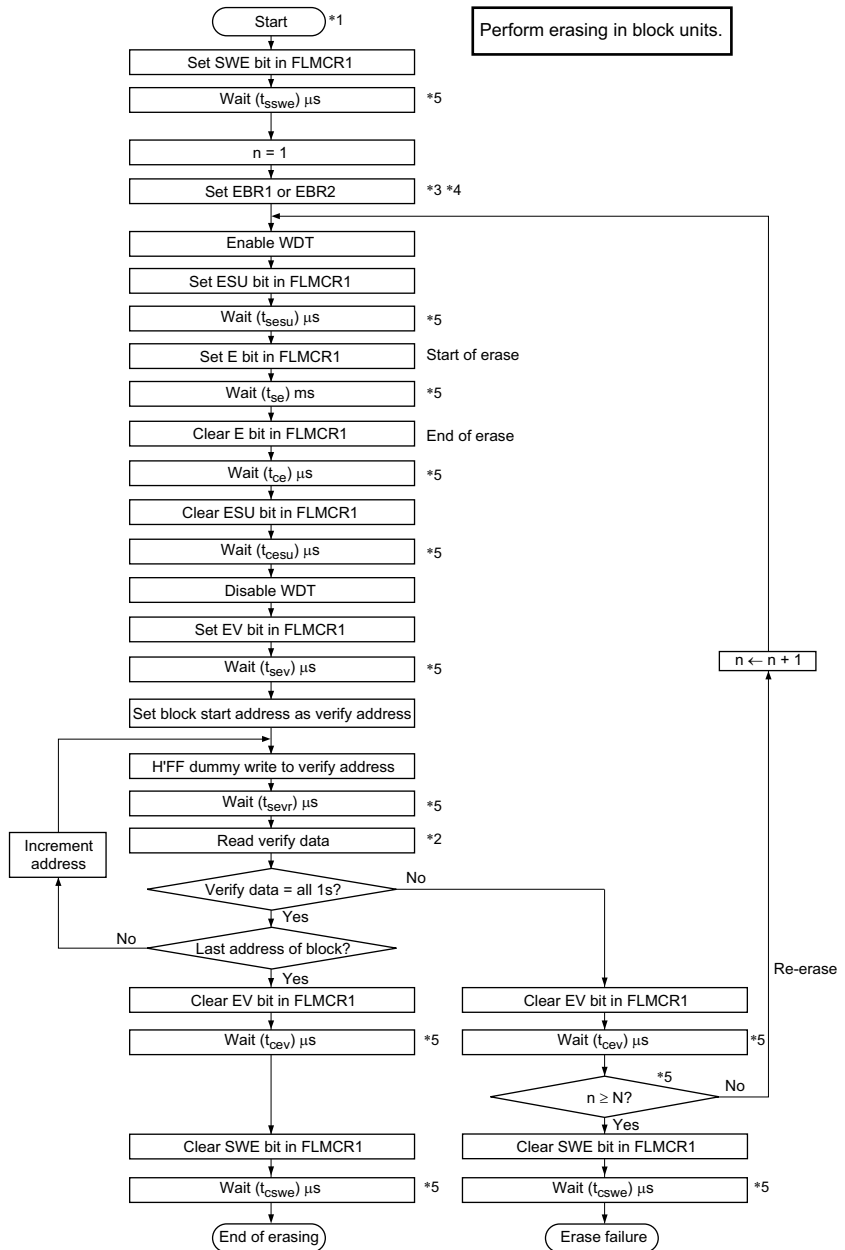 Start *1
Perform erasing in block units.
Set SWE bit in FLMCR1
Wait (tsswe) μs *5
n = 1
Set EBR1 or EBR2 *3 *4
Enable WDT
Set ESU bit in FLMCR1
Wait (tsesu) μs *5
Set E bit in FLMCR1 Start of erase
Wait (tse) ms *5
Clear E bit in FLMCR1 End of erase
Wait (tce) μs *5
Clear ESU bit in FLMCR1
Wait (tcesu) μs *5
Disable WDT
Set EV bit in FLMCR1
Wait (tsev) μs *5
n ← n + 1
Set block start address as verify address
H'FF dummy write to verify address
Wait (tsevr) μs *5
Read verify data *2
Increment
address
Verify data = all 1s?
No
Yes
No
Last address of block?
Yes
Re-erase
Clear EV bit in FLMCR1
Wait (tcev) μs *5
Clear EV bit in FLMCR1
Wait (tcev) μs *5
*5
n ≥ N?
No
Yes
Clear SWE bit in FLMCR1
Wait (tcswe) μs *5
End of erasing
Clear SWE bit in FLMCR1
Wait (tcswe) μs *5
Erase failure